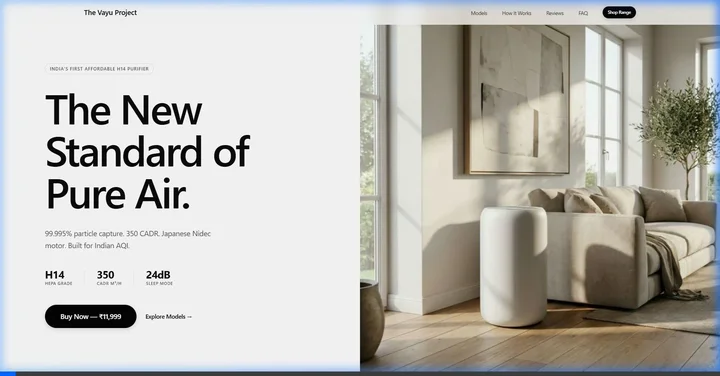 The Vayu Project
Models
How It Works
Reviews
FAQ
Shop Range
INDIA'S FIRST AFFORDABLE H14 PURIFIER
The New
Standard of
Pure Air.
99.995% particle capture. 350 CADR. Japanese Nidec
motor. Built for Indian AQI.
H14
HEPA GRADE
350
CADR M³/H
24dB
SLEEP MODE
Buy Now — ₹11,999
Explore Models →